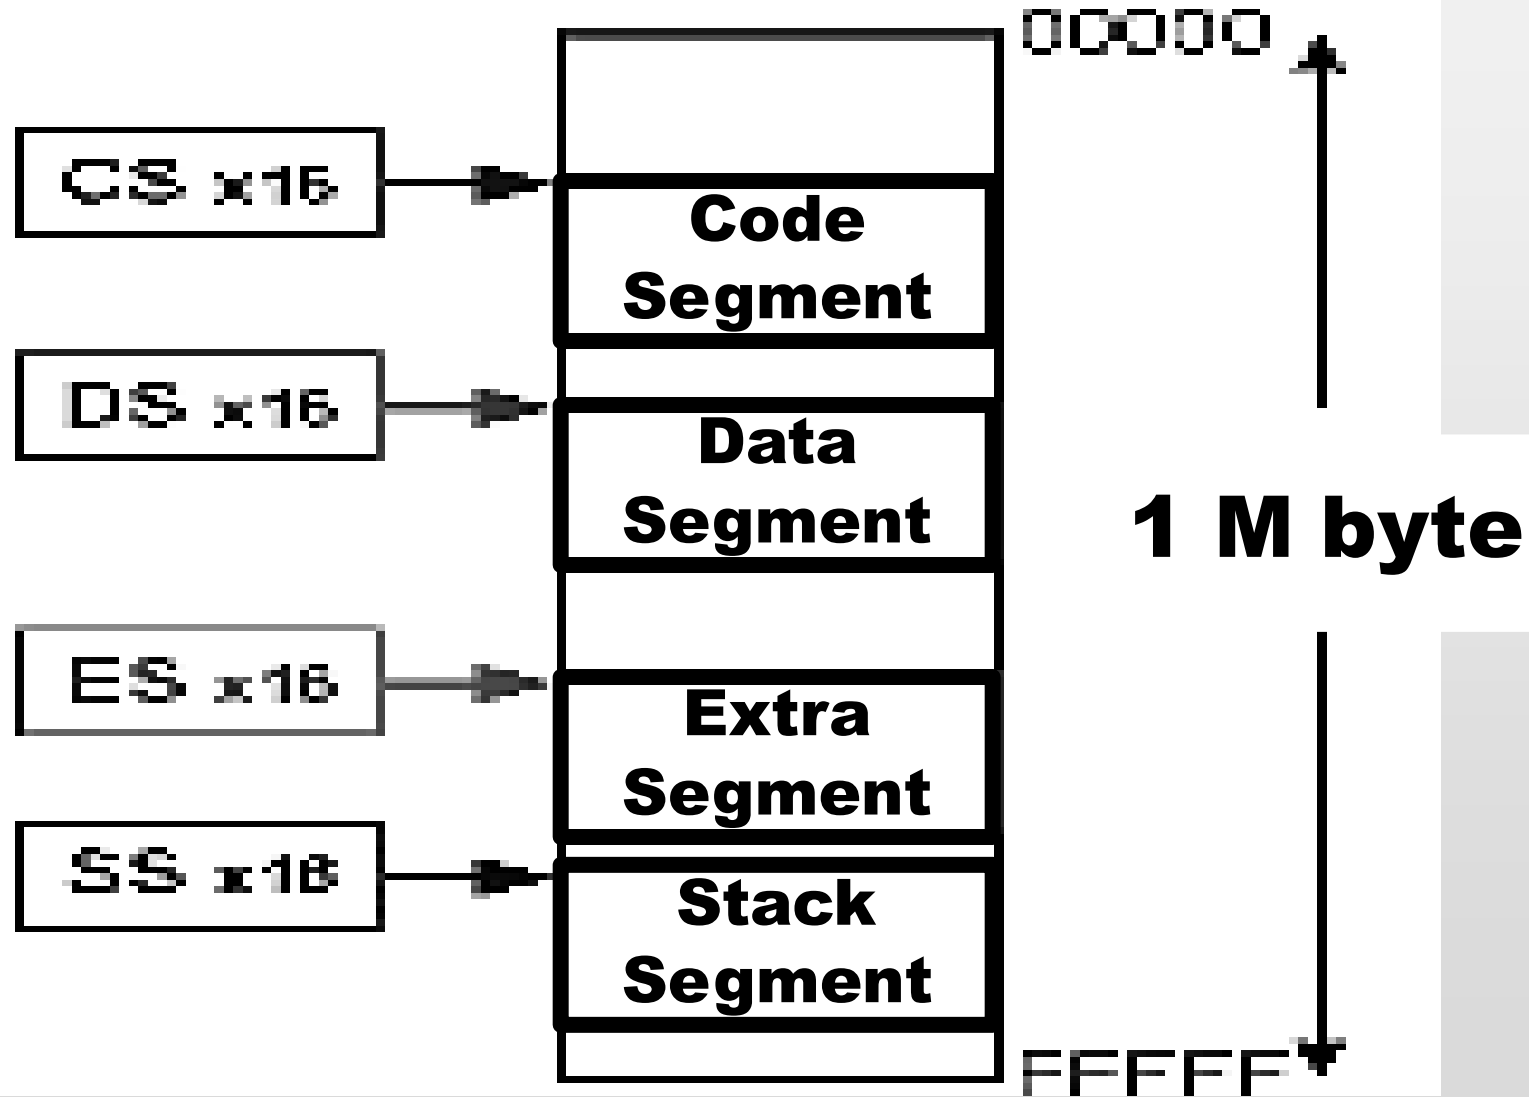 00000
CS x16
Code
Segment
DS x16
Data
Segment
1 M byte
ES x16
Extra
Segment
SS x16
Stack
Segment
FFFFF